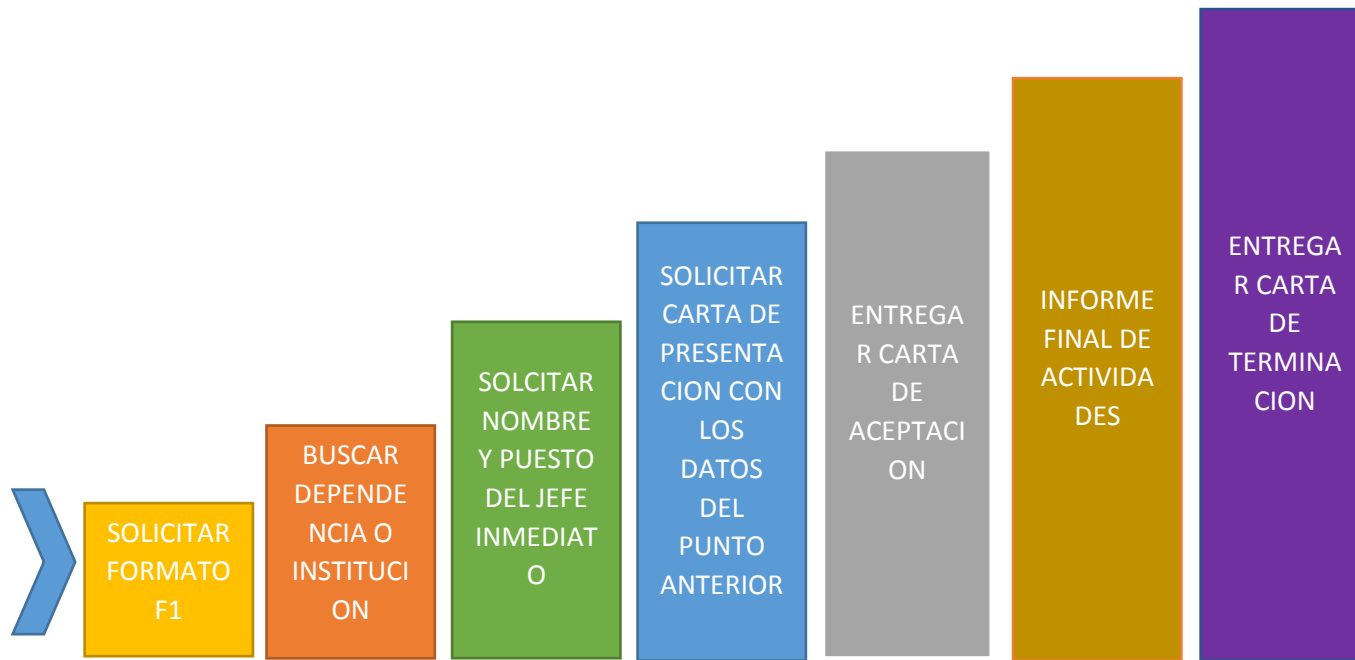 SOLICITAR
FORMATO
F1
BUSCAR
DEPENDE
NCIA O
INSTITUCI
ON
SOLCITAR
NOMBRE
Y PUESTO
DEL JEFE
INMEDIAT
O
SOLICITAR
CARTA DE
PRESENTA
CION CON
LOS
DATOS
DEL
PUNTO
ANTERIOR
ENTREGA
R CARTA
DE
ACEPTACI
ON
INFORME
FINAL DE
ACTIVIDA
DES
ENTREGA
R CARTA
DE
TERMINA
CION